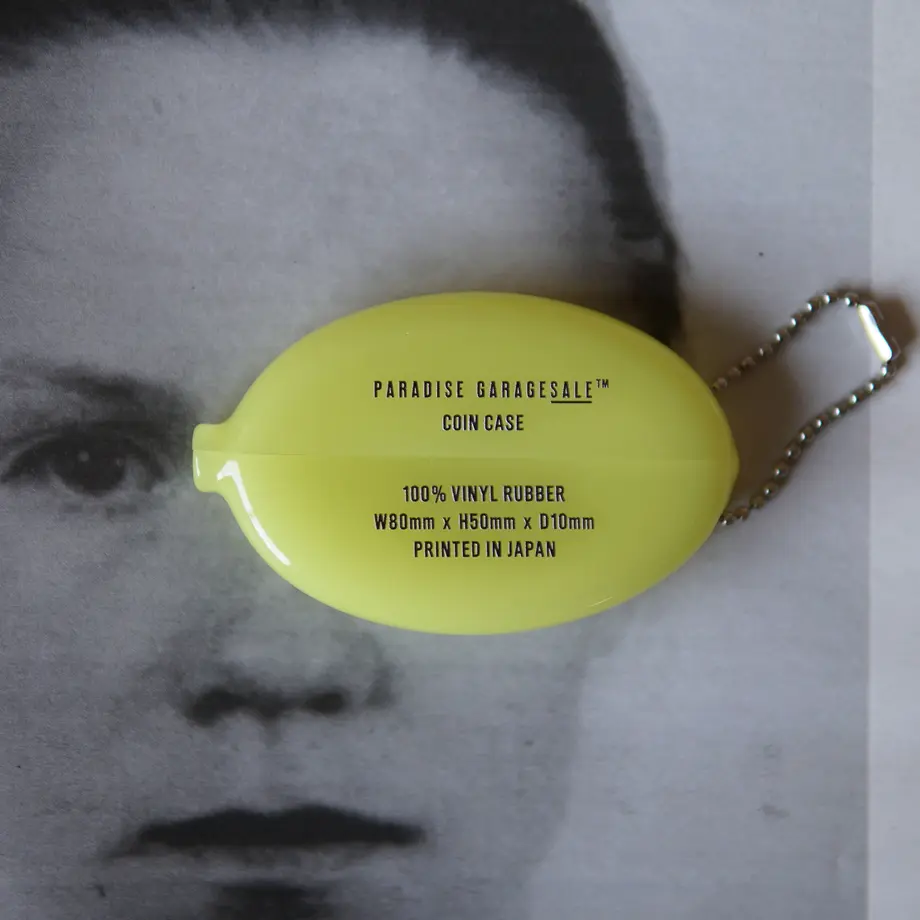 PARADISE GARAGESALE™
COIN CASE
100% VINYL RUBBER
W80mm x H50mm x D10mm
PRINTED IN JAPAN